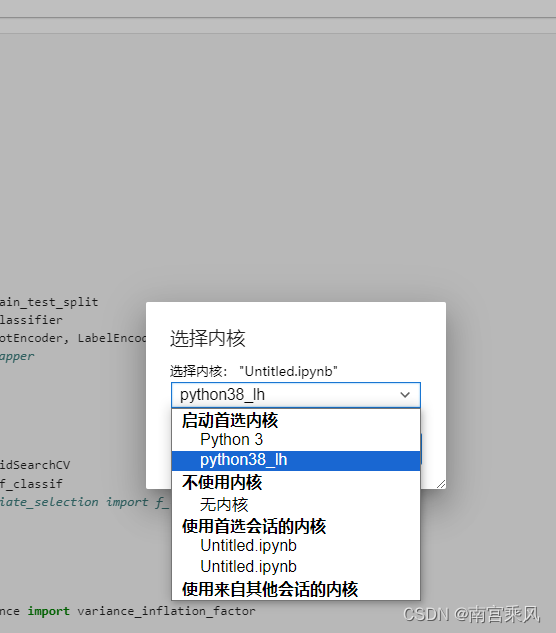 ain_test_split
lassifier
otEncoder, LabelEncod
apper
选择内核
选择内核： "Untitled.ipynb"
python38_lh
启动首选内核
Python 3
python38_lh
不使用内核
无内核
使用首选会话的内核
Untitled.ipynb
Untitled.ipynb
使用来自其他会话的内核
idSearchCV
f_classif
iate_selection import f_
nce import variance_inflation_factor
CSDN @南宫乘风